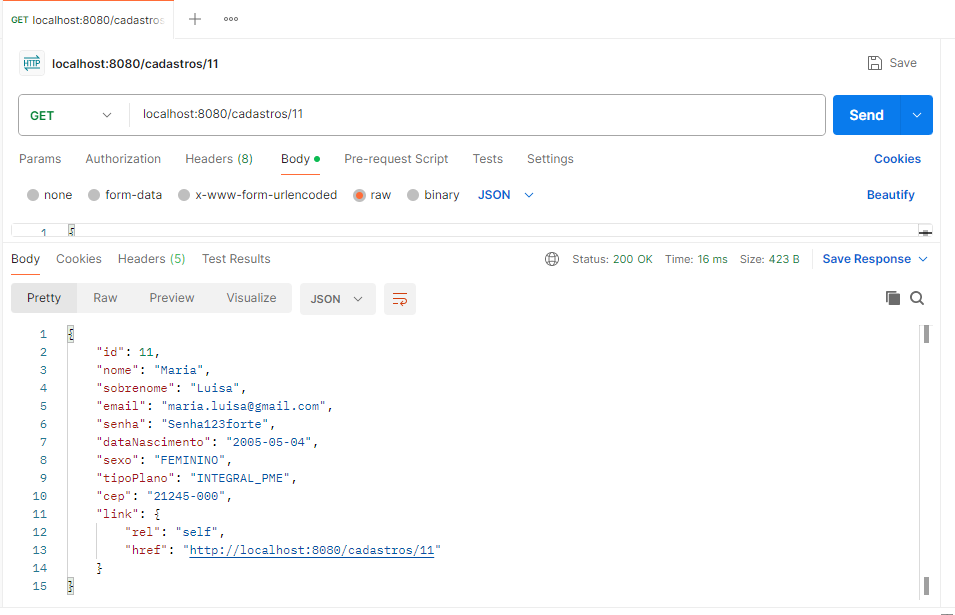 GET localhost:8080/cadastros
HTTP localhost:8080/cadastros/11 Save
GET localhost:8080/cadastros/11 Send
Params Authorization Headers (8) Body Pre-request Script Tests Settings Cookies
none form-data x-www-form-urlencoded raw binary JSON Beautify
1 {
Body Cookies Headers (5) Test Results Status: 200 OK Time: 16 ms Size: 423 B Save Response
Pretty Raw Preview Visualize JSON
1 {
2 "id": 11,
3 "nome": "Maria",
4 "sobrenome": "Luisa",
5 "email": "maria.luisa@gmail.com",
6 "senha": "Senha123forte",
7 "dataNascimento": "2005-05-04",
8 "sexo": "FEMININO",
9 "tipoPlano": "INTEGRAL_PME",
10 "cep": "21245-000",
11 "link": {
12 "rel": "self",
13 "href": "http://localhost:8080/cadastros/11"
14 }
15 }